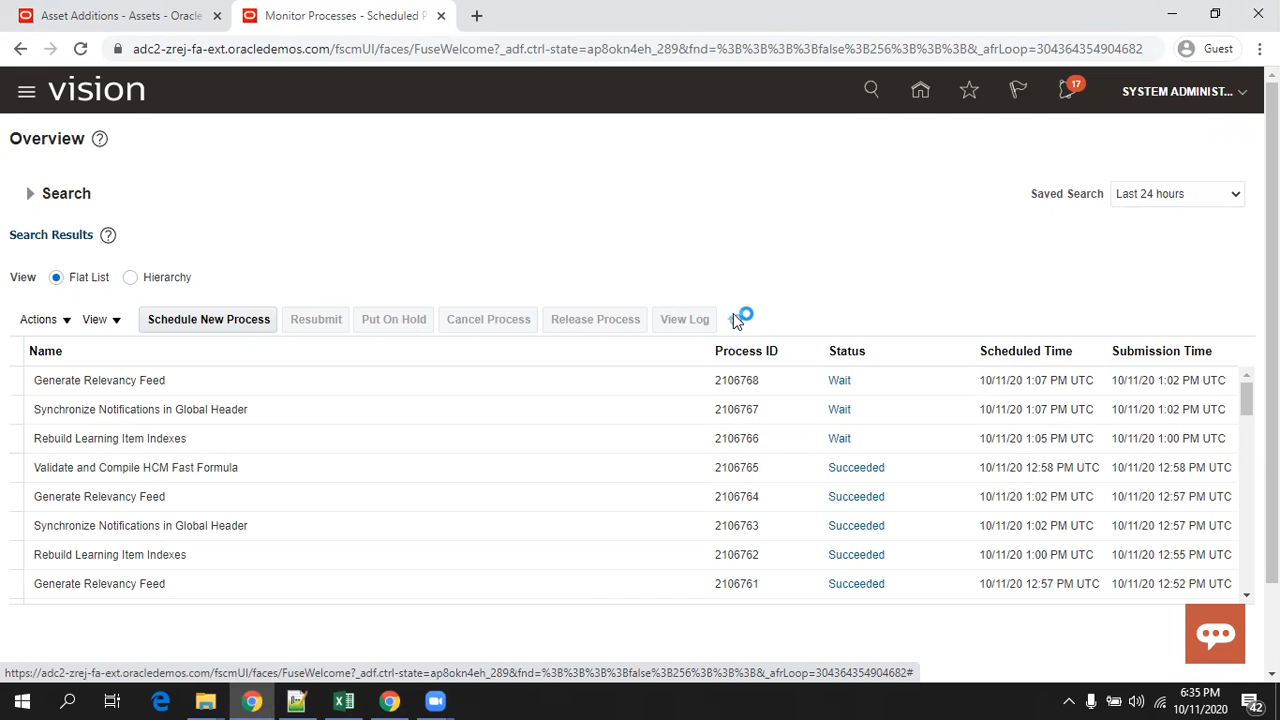 Asset Additions - Assets - Oracle
Monitor Processes - Scheduled P
adc2-zrej-fa-ext.oracledemos.com/fscmUI/faces/FuseWelcome?_adf.ctrl-state=ap8okn4eh_289&fnd=%3B%3B%3B%3Bfalse%3B256%3B%3B%3B&_afrLoop=304364354904682
Guest
vision
17
SYSTEM ADMINIST...
Overview
Search
Saved Search Last 24 hours
Search Results
View Flat List Hierarchy
Actions View Schedule New Process Resubmit Put On Hold Cancel Process Release Process View Log
Name Process ID Status Scheduled Time Submission Time
Generate Relevancy Feed 2106768 Wait 10/11/20 1:07 PM UTC 10/11/20 1:02 PM UTC
Synchronize Notifications in Global Header 2106767 Wait 10/11/20 1:07 PM UTC 10/11/20 1:02 PM UTC
Rebuild Learning Item Indexes 2106766 Wait 10/11/20 1:05 PM UTC 10/11/20 1:00 PM UTC
Validate and Compile HCM Fast Formula 2106765 Succeeded 10/11/20 12:58 PM UTC 10/11/20 12:58 PM UTC
Generate Relevancy Feed 2106764 Succeeded 10/11/20 1:02 PM UTC 10/11/20 12:57 PM UTC
Synchronize Notifications in Global Header 2106763 Succeeded 10/11/20 1:02 PM UTC 10/11/20 12:57 PM UTC
Rebuild Learning Item Indexes 2106762 Succeeded 10/11/20 1:00 PM UTC 10/11/20 12:55 PM UTC
Generate Relevancy Feed 2106761 Succeeded 10/11/20 12:57 PM UTC 10/11/20 12:52 PM UTC
https://adc2-zrej-fa-ext.oracledemos.com/fscmUI/faces/FuseWelcome?_adf.ctrl-state=ap8okn4eh_289&fnd=%3B%3B%3B%3Bfalse%3B256%3B%3B%3B&_afrLoop=304364354904682#
6:35 PM
10/11/2020
42